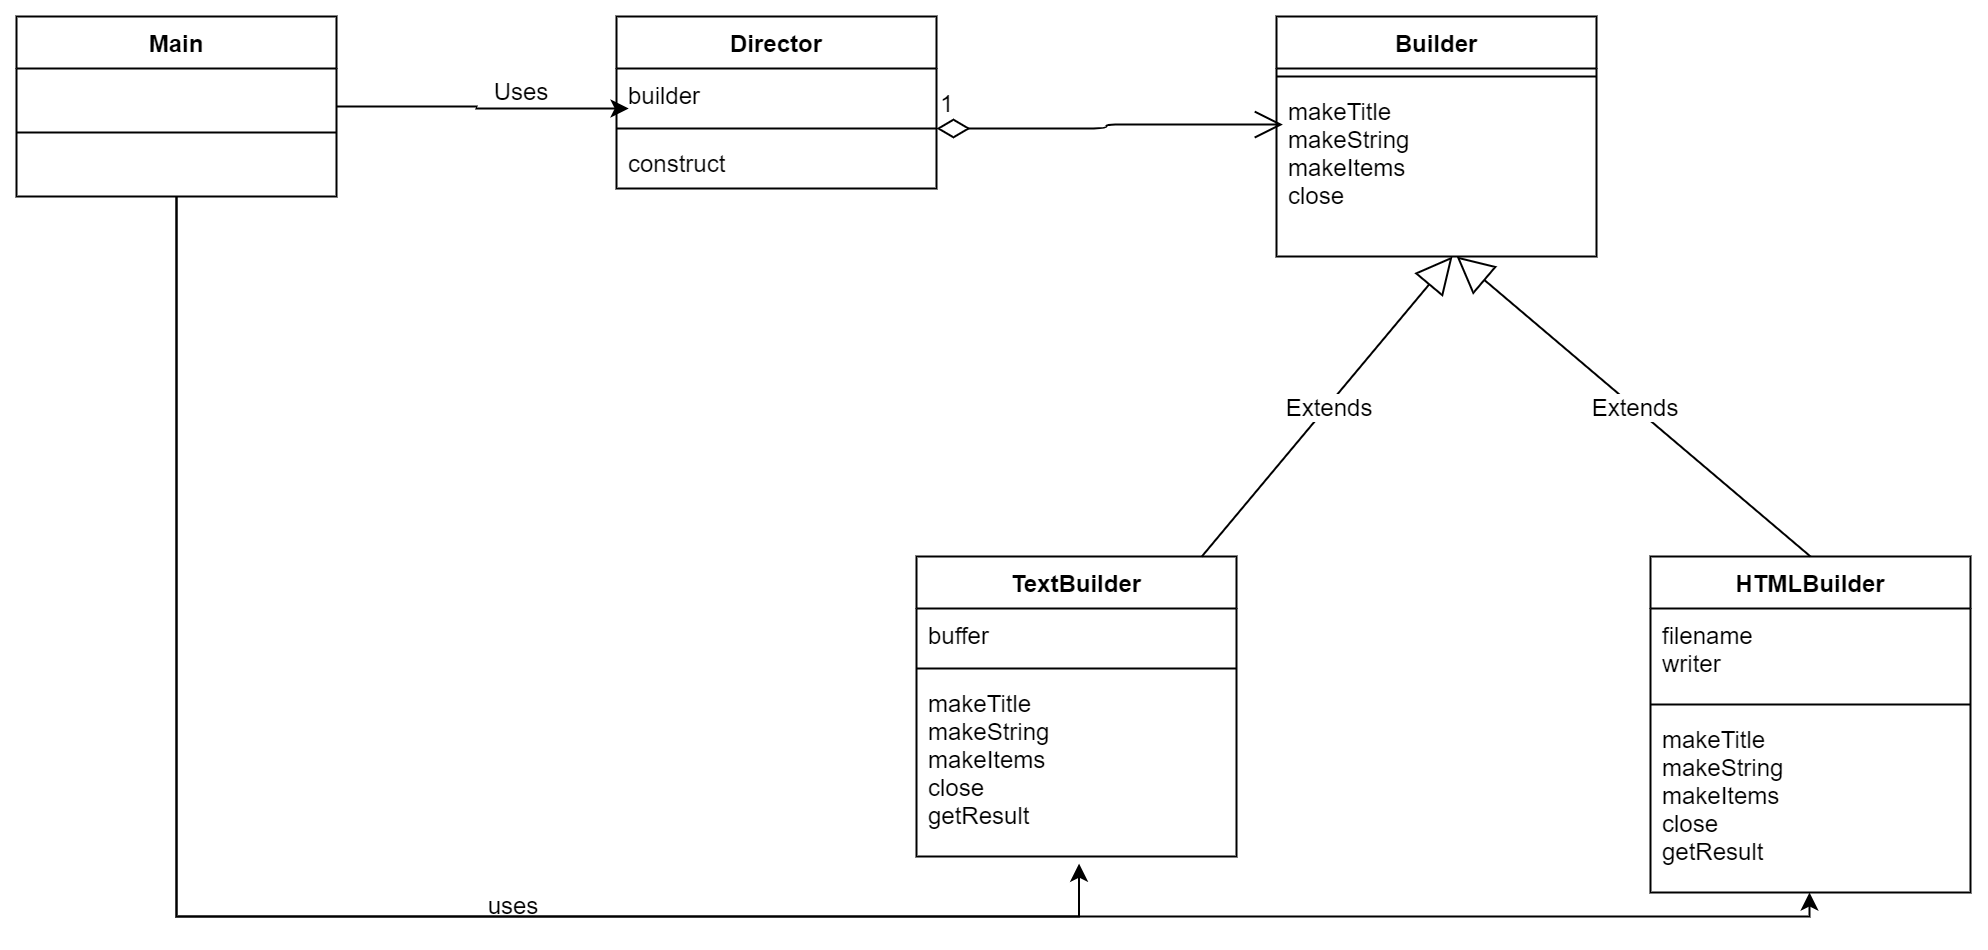 Main
Uses
Director
builder
construct
1
Builder
makeTitle
makeString
makeItems
close
Extends
Extends
TextBuilder
buffer
makeTitle
makeString
makeItems
close
getResult
HTMLBuilder
filename
writer
makeTitle
makeString
makeItems
close
getResult
uses